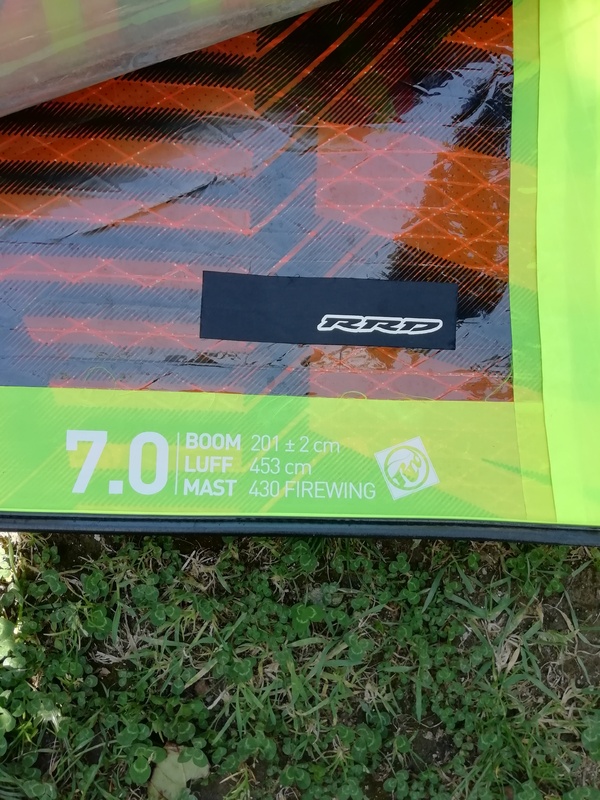 RRD
7.0
BOOM 201 ± 2 cm
LUFF 453 cm
MAST 430 FIREWING